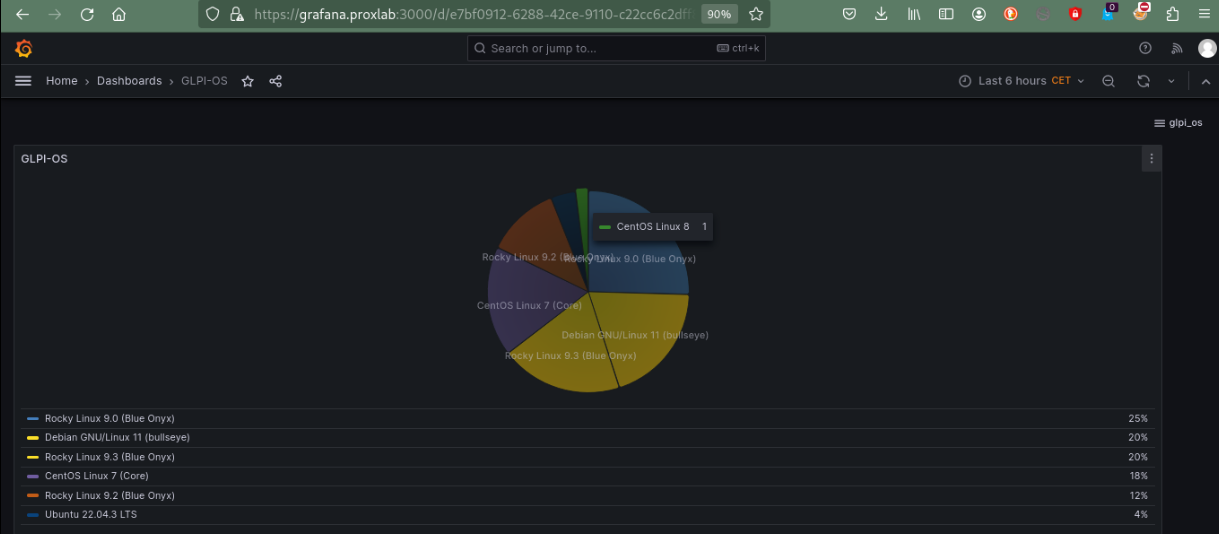 https://grafana.proxlab:3000/d/e7bf0912-6288-42ce-9110-c22cc6c2dff 90% 0
Search or jump to... ctrl+k
Home › Dashboards › GLPI-OS Last 6 hours CET
glpi_os
GLPI-OS
CentOS Linux 8 1
Rocky Linux 9.2 (Blue Onyx) Rocky Linux 9.0 (Blue Onyx)
CentOS Linux 7 (Core)
Debian GNU/Linux 11 (bullseye)
Rocky Linux 9.3 (Blue Onyx)
Rocky Linux 9.0 (Blue Onyx) 25%
Debian GNU/Linux 11 (bullseye) 20%
Rocky Linux 9.3 (Blue Onyx) 20%
CentOS Linux 7 (Core) 18%
Rocky Linux 9.2 (Blue Onyx) 12%
Ubuntu 22.04.3 LTS 4%